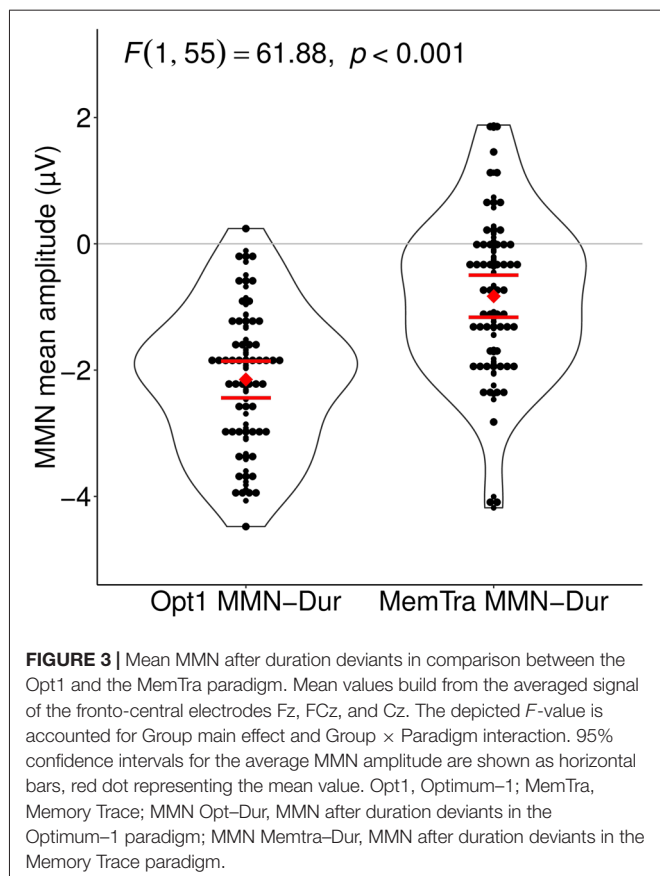 F(1, 55) = 61.88, p < 0.001
2
0
−2
−4
MMN mean amplitude (µV)
Opt1 MMN−Dur
MemTra MMN−Dur
FIGURE 3 | Mean MMN after duration deviants in comparison between the
Opt1 and the MemTra paradigm. Mean values build from the averaged signal
of the fronto-central electrodes Fz, FCz, and Cz. The depicted F-value is
accounted for Group main effect and Group × Paradigm interaction. 95%
confidence intervals for the average MMN amplitude are shown as horizontal
bars, red dot representing the mean value. Opt1, Optimum–1; MemTra,
Memory Trace; MMN Opt–Dur, MMN after duration deviants in the
Optimum–1 paradigm; MMN Memtra–Dur, MMN after duration deviants in the
Memory Trace paradigm.